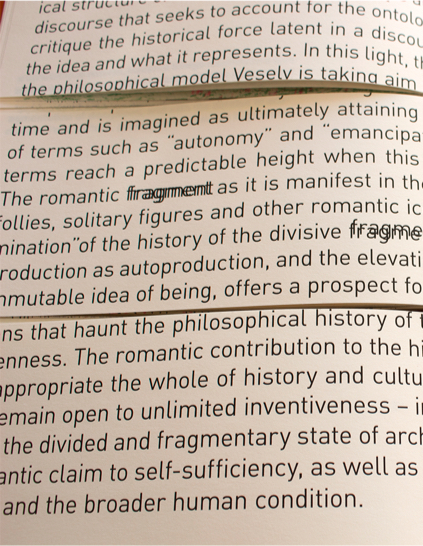 ical structure
discourse that seeks to account for the ontolo
critique the historical force latent in a discou
the idea and what it represents. In this light, t
the philosophical model Vesely is taking aim
time and is imagined as ultimately attaining
of terms such as “autonomy” and “emancipa
terms reach a predictable height when this
The romantic fragment as it is manifest in th
follies, solitary figures and other romantic ic
mination”of the history of the divisive fragme
roduction as autoproduction, and the elevati
mmutable idea of being, offers a prospect fo
ns that haunt the philosophical history of t
enness. The romantic contribution to the hi
appropriate the whole of history and cultu
emain open to unlimited inventiveness – i
the divided and fragmentary state of arc
antic claim to self-sufficiency, as well as
and the broader human condition.